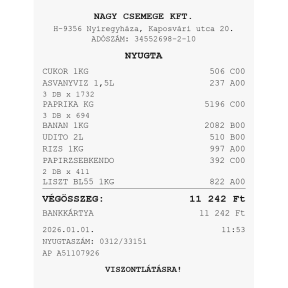 NAGY CSEMEGE KFT.
H-9356 Nyíregyháza, Kaposvári utca 20.
ADÓSZÁM: 34552698-2-10
NYUGTA
CUKOR 1KG 506 C00
ASVANYVIZ 1,5L 237 A00
3 DB x 1732
PAPRIKA KG 5196 C00
3 DB x 694
BANAN 1KG 2082 B00
UDITO 2L 510 B00
RIZS 1KG 997 A00
PAPIRZSEBKENDO 392 C00
2 DB x 411
LISZT BL55 1KG 822 A00
VÉGÖSSZEG: 11 242 Ft
BANKKÁRTYA 11 242 Ft
2026.01.01. 11:53
NYUGTASZÁM: 0312/33151
AP A51107926
VISZONTLÁTÁSRA!